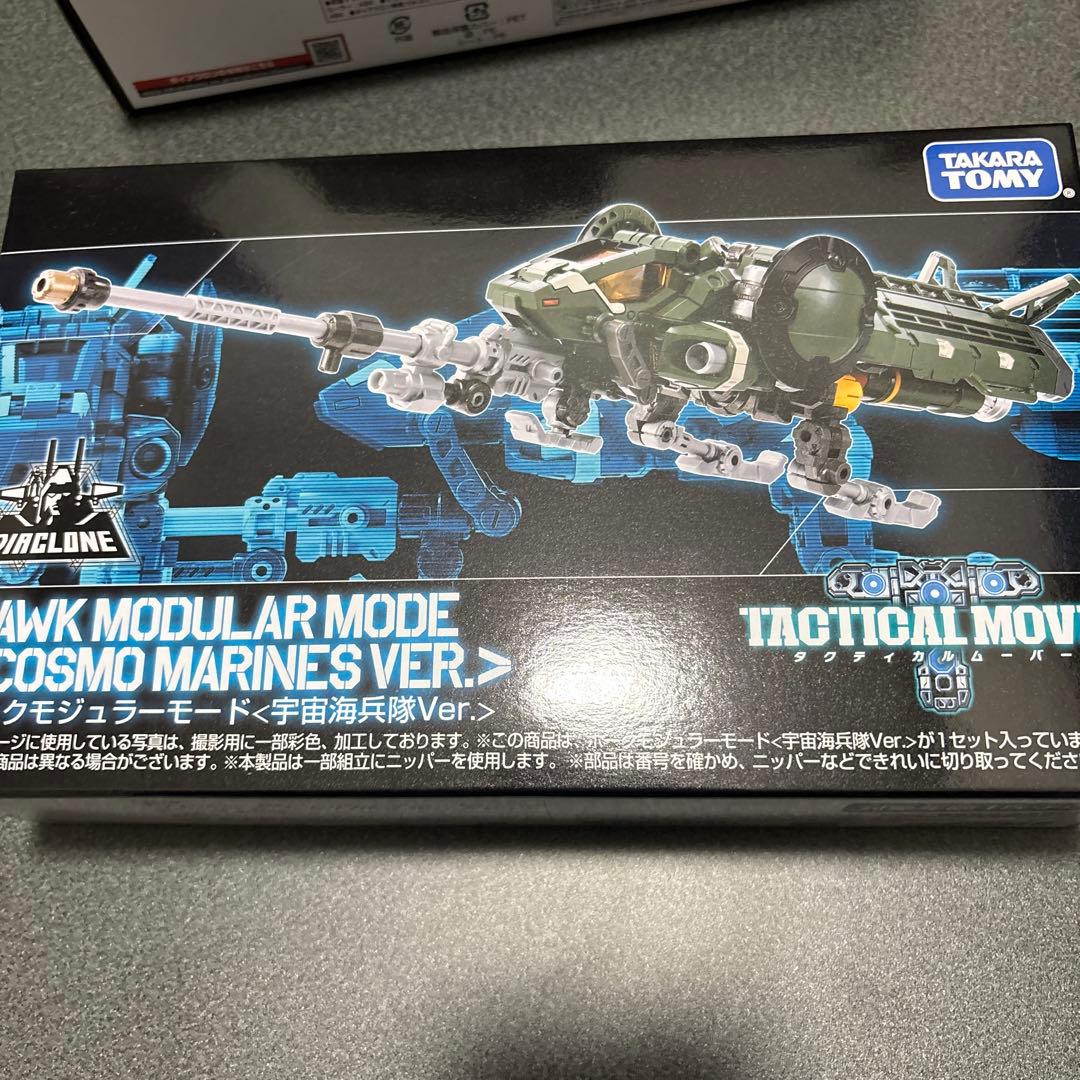 PET
TAKARA
TOMY
®
DIACLONE
AWK MODULAR MODE
COSMO MARINES VER.>
クモジュラーモード<宇宙海兵隊Ver.>
TACTICAL MOV
タクティカルムーバー
ージに使用している写真は、撮影用に一部彩色、加工しております。※この商品は、ホークモジュラーモード<宇宙海兵隊Ver.>が1セット入っていま
商品は異なる場合がございます。※本製品は一部組立にニッパーを使用します。※部品は番号を確かめ、ニッパーなどできれいに切り取ってくださ